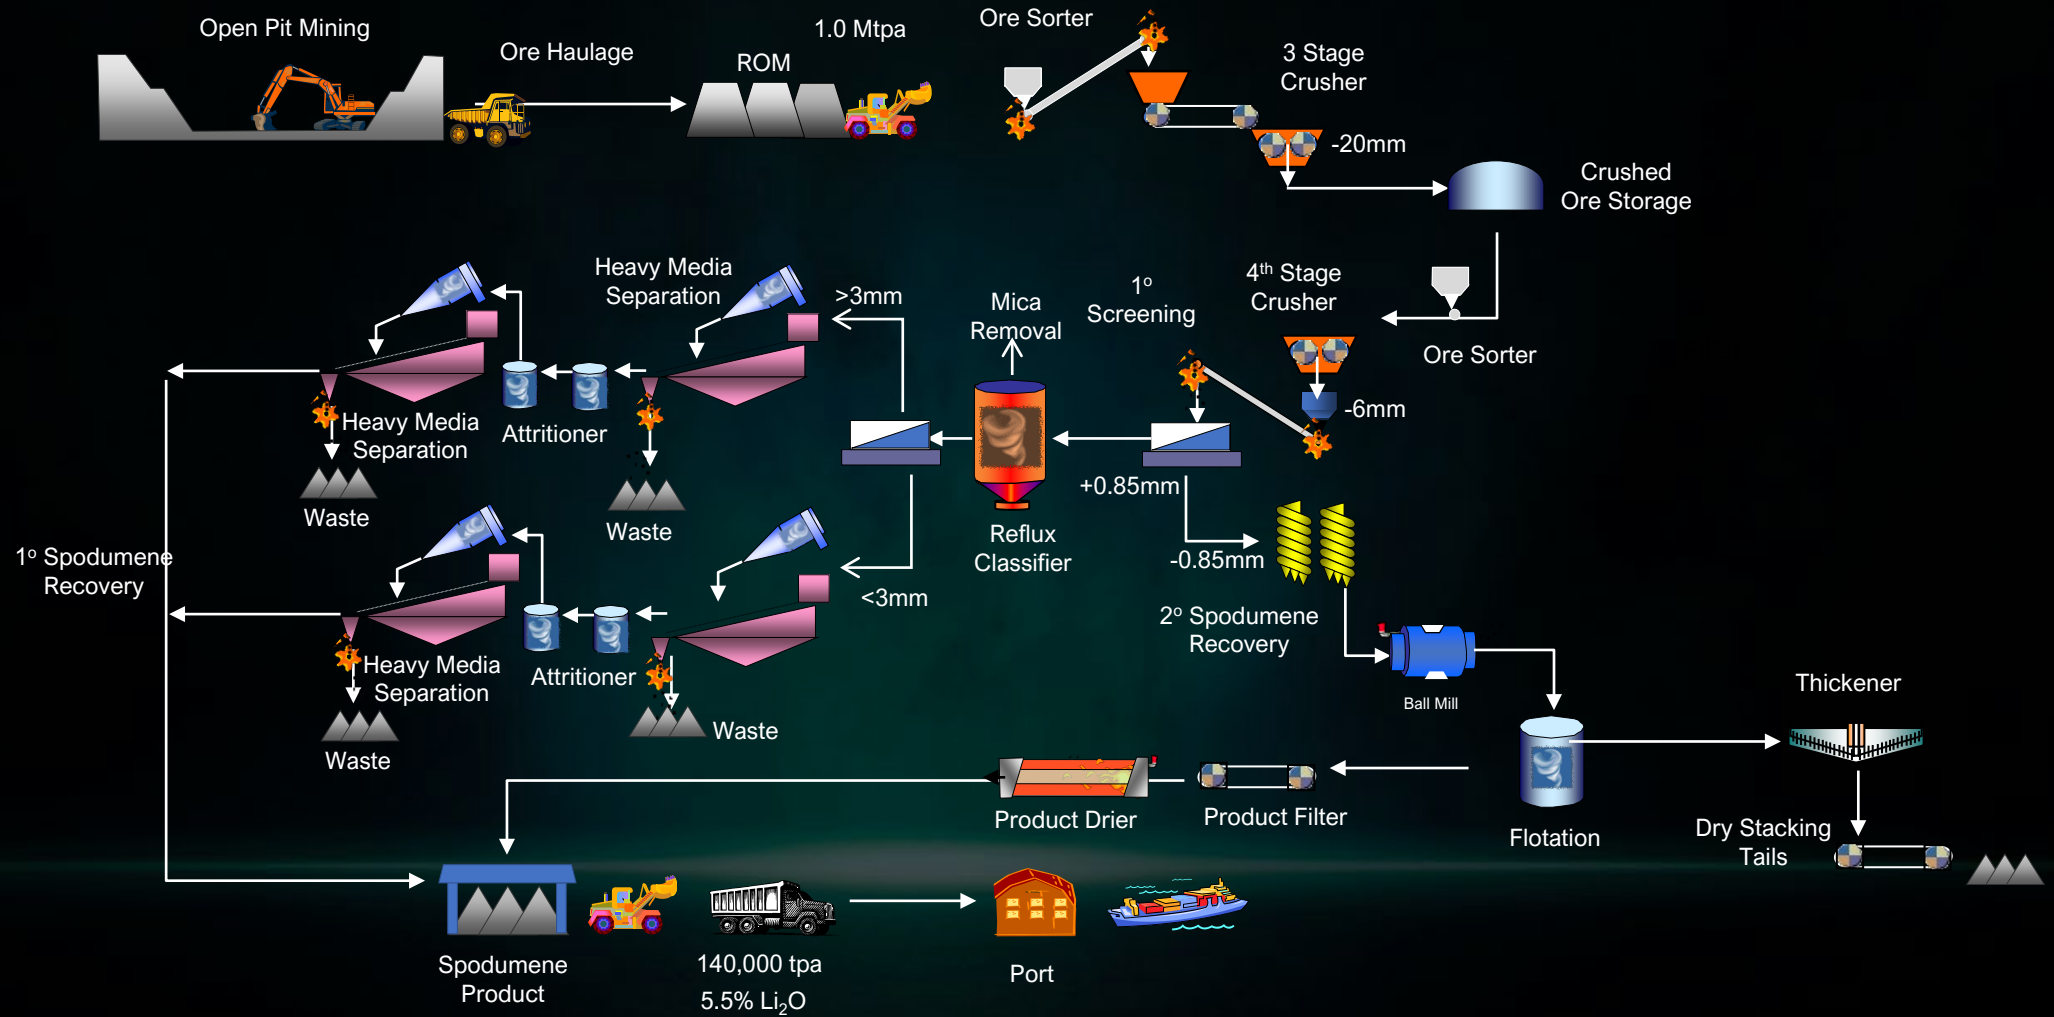 Open Pit Mining
Ore Haulage
ROM
1.0 Mtpa
Ore Sorter
3 Stage
Crusher
-20mm
Crushed
Ore Storage
Heavy Media
Separation
>3mm
Mica
Removal
1º
Screening
4th Stage
Crusher
Ore Sorter
-6mm
Heavy Media
Separation
Attritioner
Waste
Waste
+0.85mm
Reflux
Classifier
-0.85mm
1º Spodumene
Recovery
<3mm
2º Spodumene
Recovery
Heavy Media
Separation
Attritioner
Waste
Waste
Ball Mill
Thickener
Product Drier
Product Filter
Flotation
Dry Stacking
Tails
Spodumene
Product
140,000 tpa
5.5% Li₂O
Port